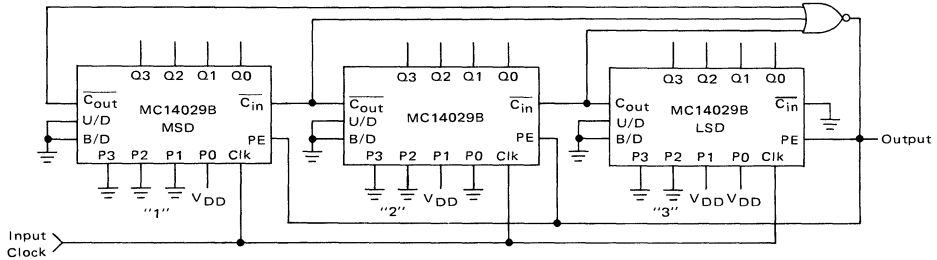 Q3 Q2 Q1 Q0
Cout
Cin
U/D
MC14029B
MSD
B/D
PE
P3 P2 P1 P0 Clk
VDD
"1"
Q3 Q2 Q1 Q0
Cout
Cin
U/D
MC14029B
B/D
PE
P3 P2 P1 P0 Clk
VDD
"2"
Q3 Q2 Q1 Q0
Cout
Cin
U/D
MC14029B
LSD
B/D
PE
P3 P2 P1 P0 Clk
VDD VDD
"3"
Output
Input
Clock